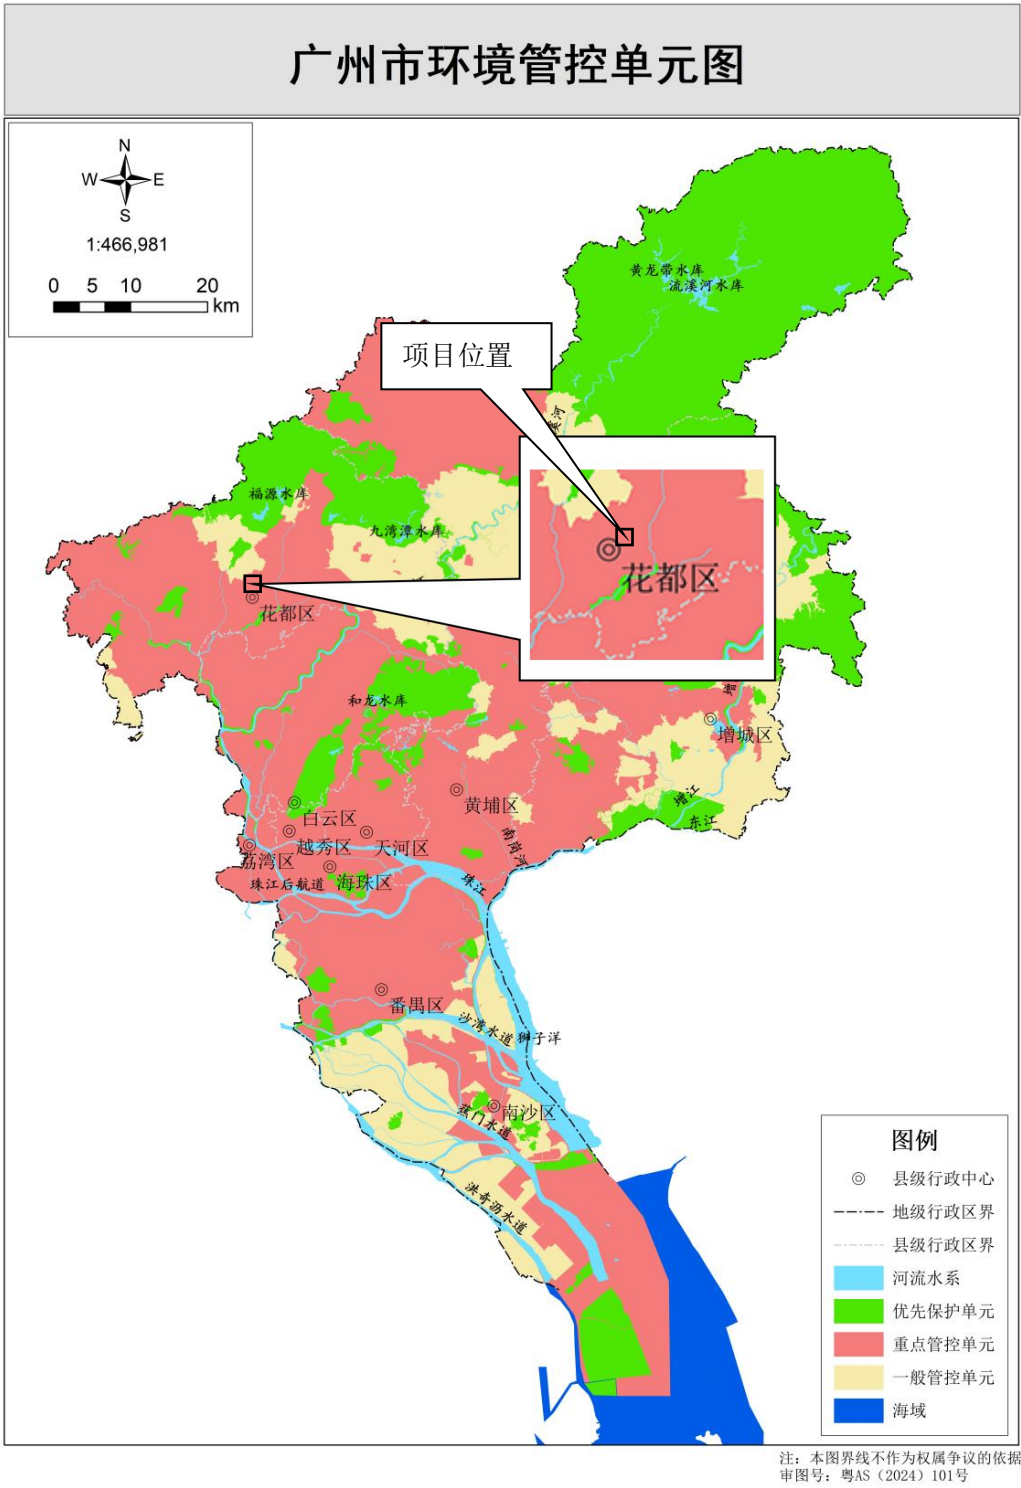 广州市环境管控单元图
N
W E
S
1:466,981
0 5 10 20
km
黄龙带水库
流溪河水库
项目位置
福源水库
九湾潭水库
花都区
花都区
和龙水库
增城区
增江
东江
黄埔区
南岗河
白云区
越秀区
天河区
荔湾区
海珠区
珠江后航道
珠江
番禺区
沙湾水道
狮子洋
南沙区
蕉门水道
洪奇沥水道
图例
县级行政中心
地级行政区界
县级行政区界
河流水系
优先保护单元
重点管控单元
一般管控单元
海域
注：本图界线不作为权属争议的依据
审图号：粤AS（2024）101号